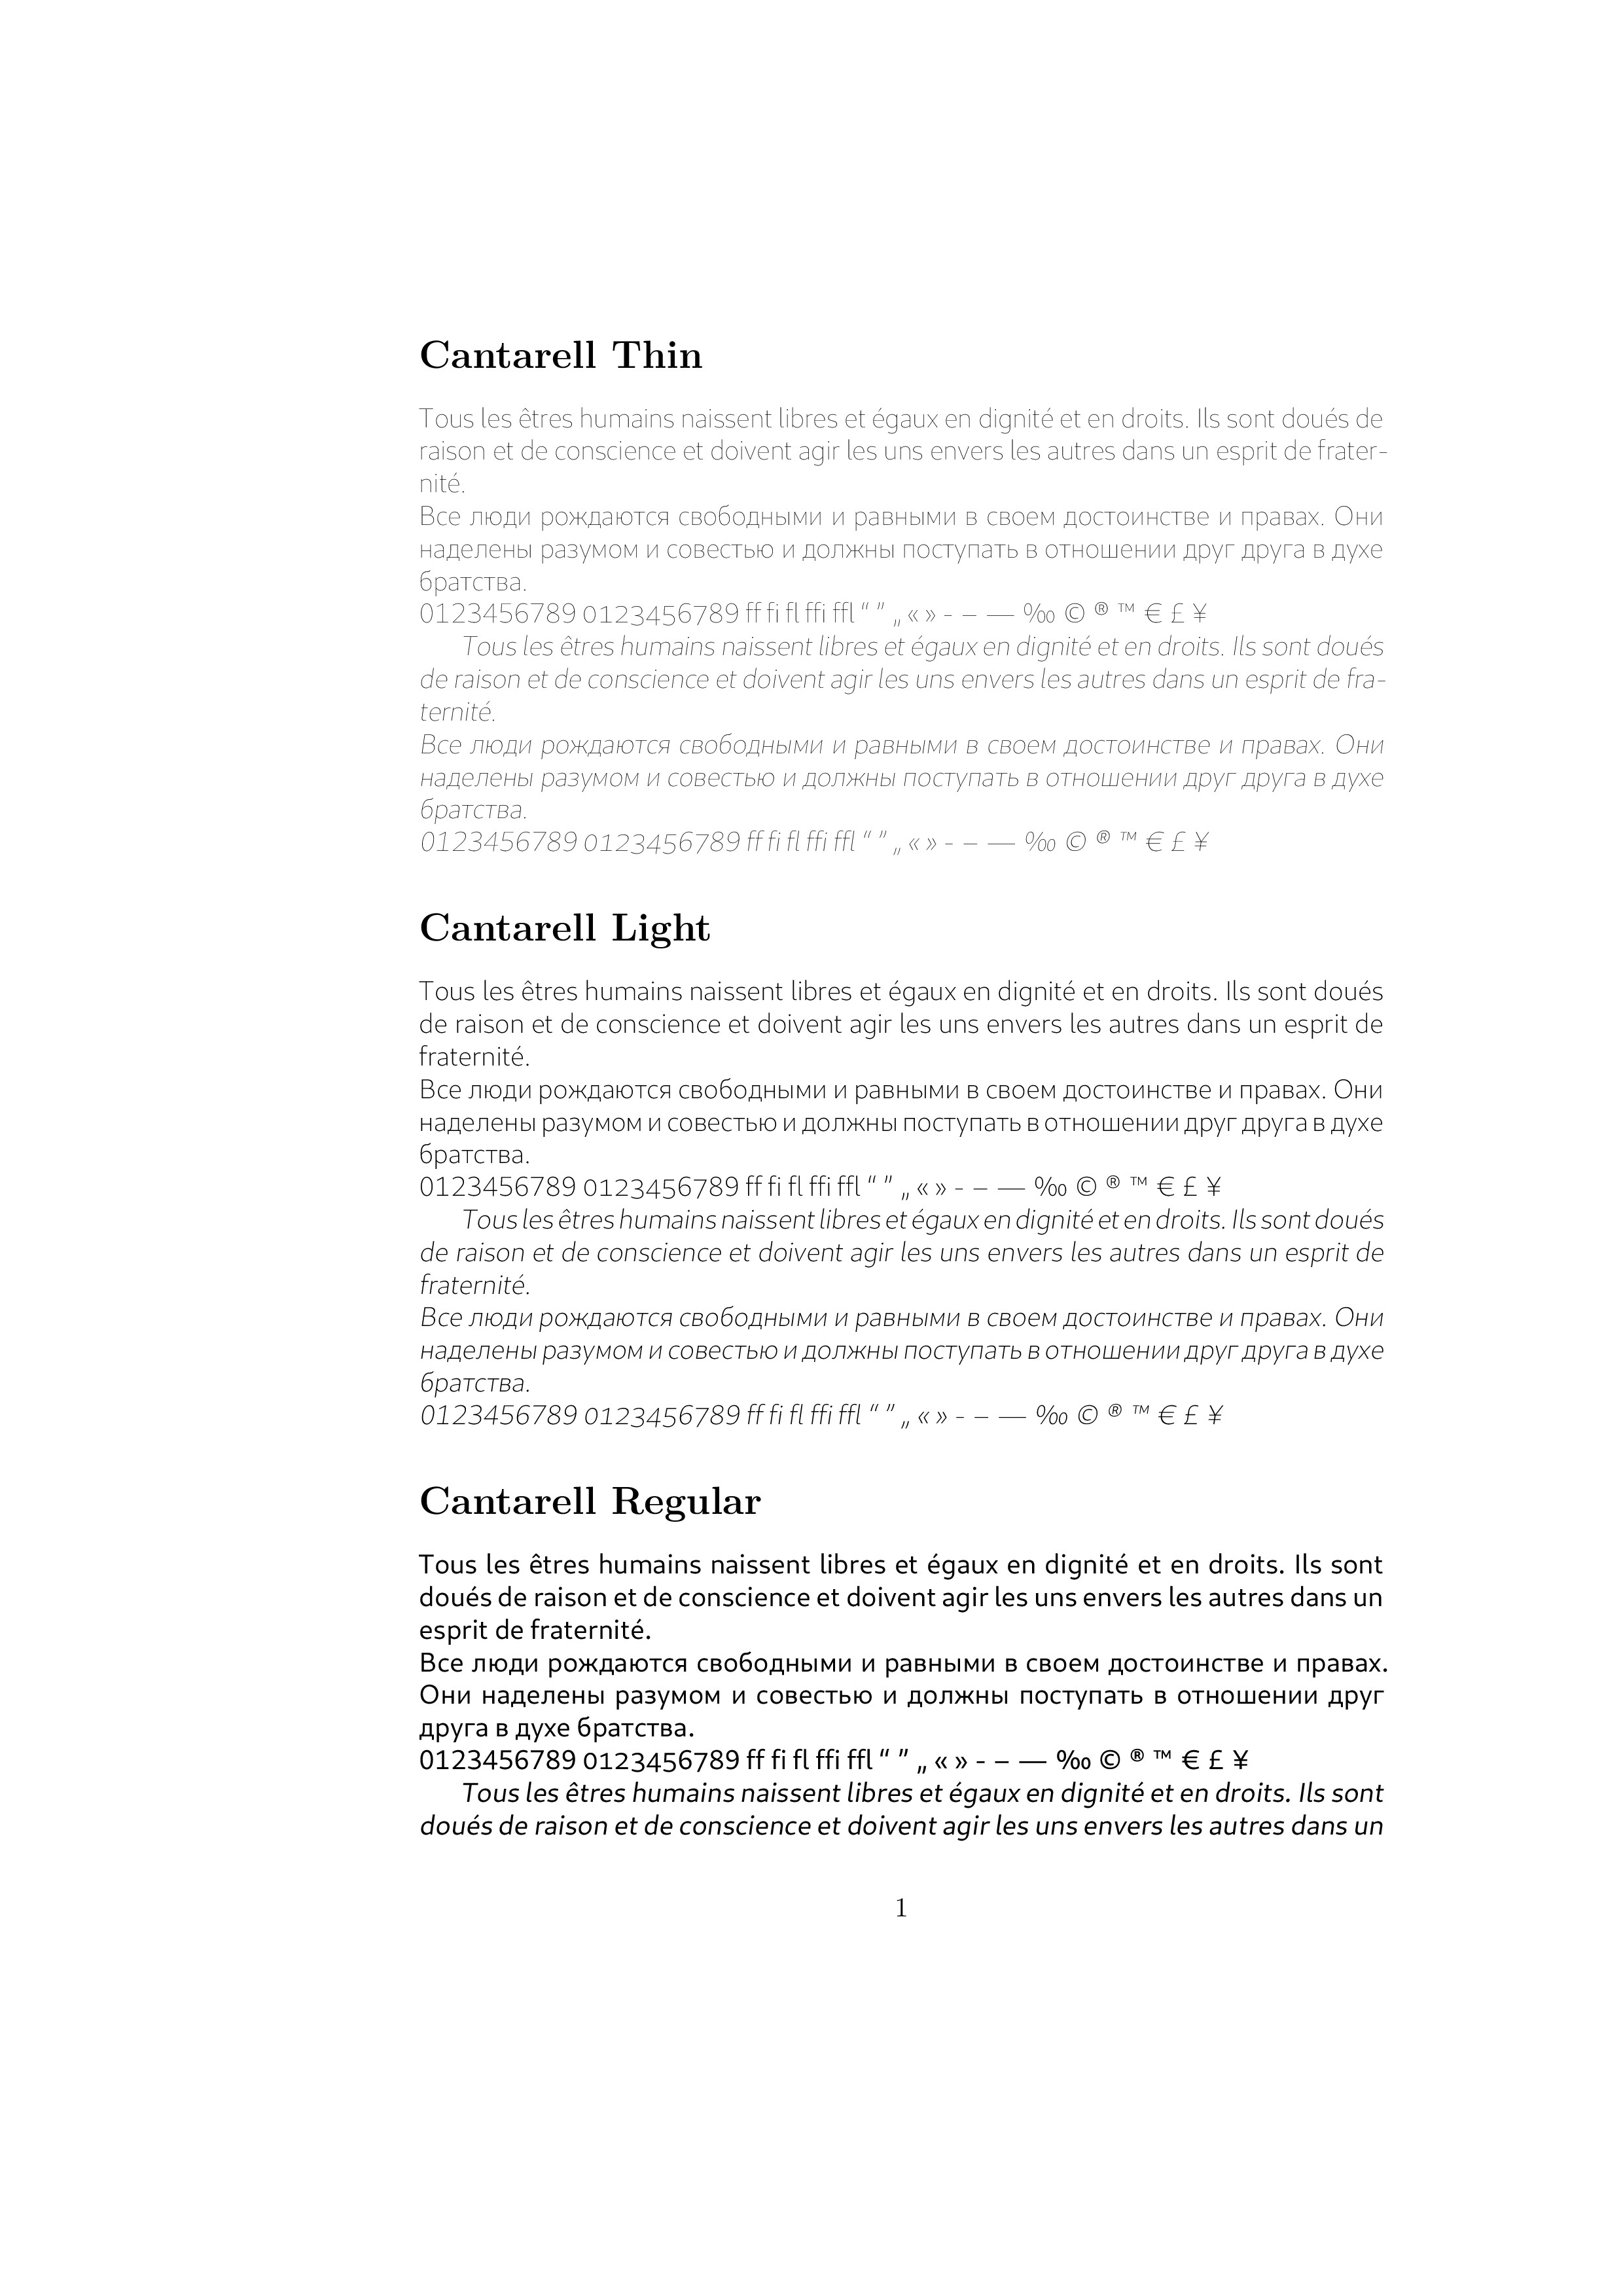 Cantarell Thin
Tous les êtres humains naissent libres et égaux en dignité et en droits. Ils sont doués de
raison et de conscience et doivent agir les uns envers les autres dans un esprit de frater-
nité.
Все люди рождаются свободными и равными в своем достоинстве и правах. Они
наделены разумом и совестью и должны поступать в отношении друг друга в духе
братства.
0123456789 0123456789 ff fi fl ffi ffl “ ” „ « » - – — ‰ © ® ™ € £ ¥
Tous les êtres humains naissent libres et égaux en dignité et en droits. Ils sont doués
de raison et de conscience et doivent agir les uns envers les autres dans un esprit de fra-
ternité.
Все люди рождаются свободными и равными в своем достоинстве и правах. Они
наделены разумом и совестью и должны поступать в отношении друг друга в духе
братства.
0123456789 0123456789 ff fi fl ffi ffl “ ” „ « » - – — ‰ © ® ™ € £ ¥
Cantarell Light
Tous les êtres humains naissent libres et égaux en dignité et en droits. Ils sont doués
de raison et de conscience et doivent agir les uns envers les autres dans un esprit de
fraternité.
Все люди рождаются свободными и равными в своем достоинстве и правах. Они
наделены разумом и совестью и должны поступать в отношении друг друга в духе
братства.
0123456789 0123456789 ff fi fl ffi ffl “ ” „ « » - – — ‰ © ® ™ € £ ¥
Tous les êtres humains naissent libres et égaux en dignité et en droits. Ils sont doués
de raison et de conscience et doivent agir les uns envers les autres dans un esprit de
fraternité.
Все люди рождаются свободными и равными в своем достоинстве и правах. Они
наделены разумом и совестью и должны поступать в отношении друг друга в духе
братства.
0123456789 0123456789 ff fi fl ffi ffl “ ” „ « » - – — ‰ © ® ™ € £ ¥
Cantarell Regular
Tous les êtres humains naissent libres et égaux en dignité et en droits. Ils sont
doués de raison et de conscience et doivent agir les uns envers les autres dans un
esprit de fraternité.
Все люди рождаются свободными и равными в своем достоинстве и правах.
Они наделены разумом и совестью и должны поступать в отношении друг
друга в духе братства.
0123456789 0123456789 ff fi fl ffi ffl “ ” „ « » - – — ‰ © ® ™ € £ ¥
Tous les êtres humains naissent libres et égaux en dignité et en droits. Ils sont
doués de raison et de conscience et doivent agir les uns envers les autres dans un
1